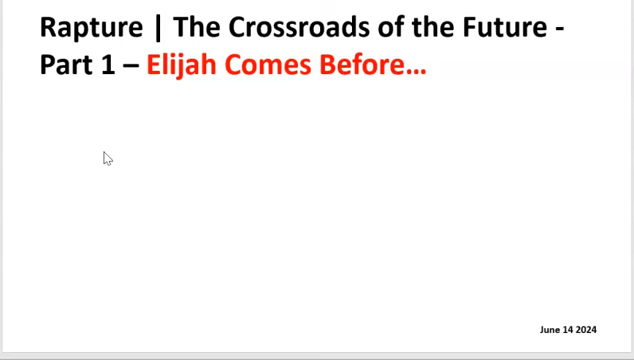 Rapture | The Crossroads of the Future -
Part 1 – Elijah Comes Before...
June 14 2024